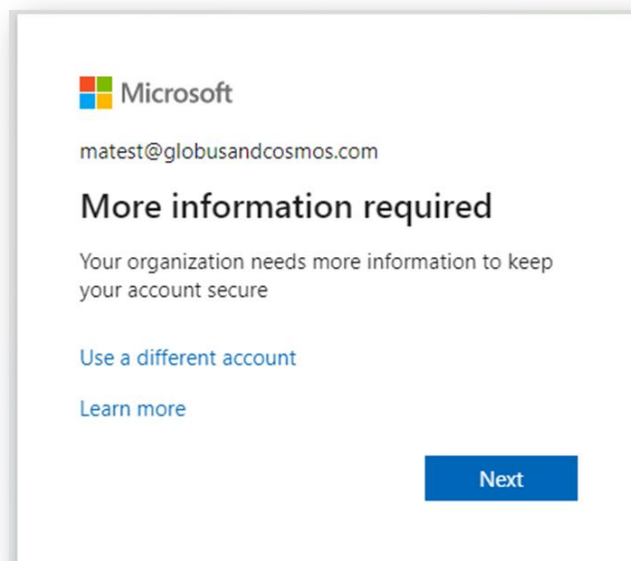 Microsoft
matest@globusandcosmos.com
More information required
Your organization needs more information to keep
your account secure
Use a different account
Learn more
Next